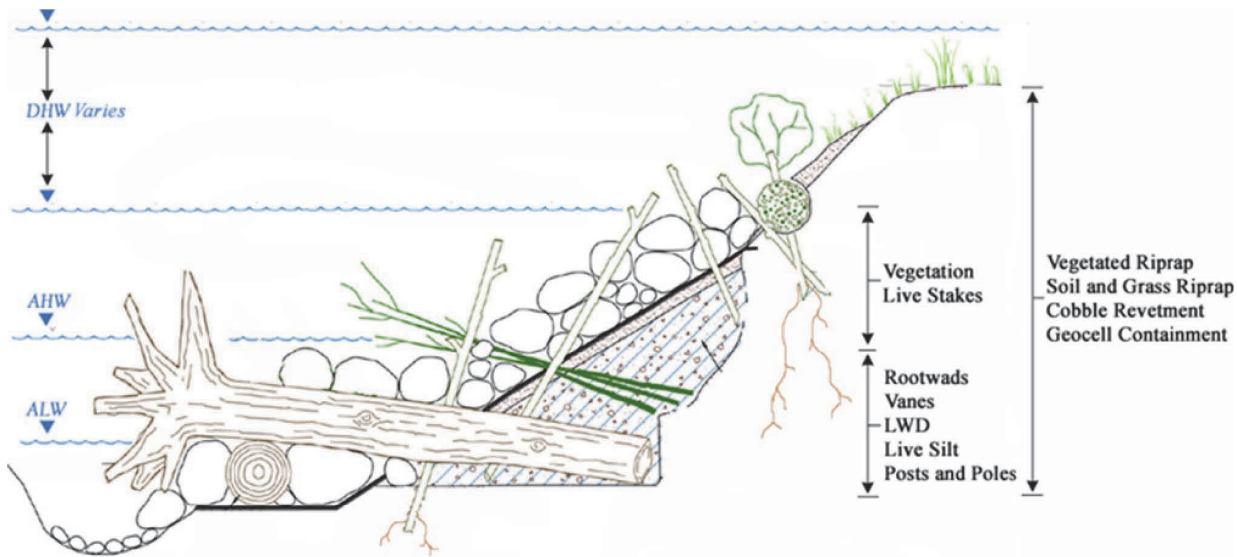 DHW Varies
AHW
ALW
Vegetation
Live Stakes
Rootwads
Vanes
LWD
Live Silt
Posts and Poles
Vegetated Riprap
Soil and Grass Riprap
Cobble Revetment
Geocell Containment